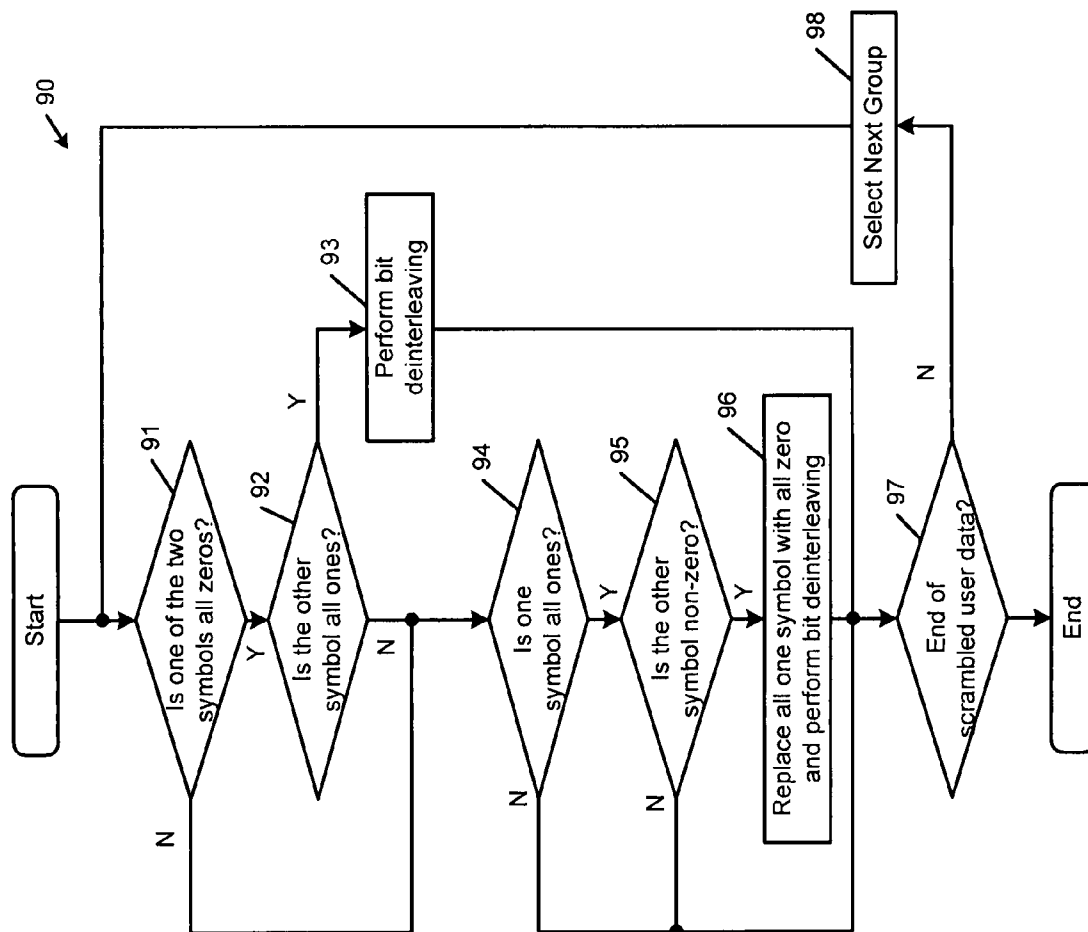 90
Start
Is one of the two
symbols all zeros?
91
N
Y
Is the other
symbol all ones?
92
Y
N
Perform bit
deinterleaving
93
Is one
symbol all ones?
94
N
Y
Is the other
symbol non-zero?
95
N
Y
Replace all one symbol with all zero
and perform bit deinterleaving
96
End of
scrambled user data?
97
N
Select Next Group
98
End